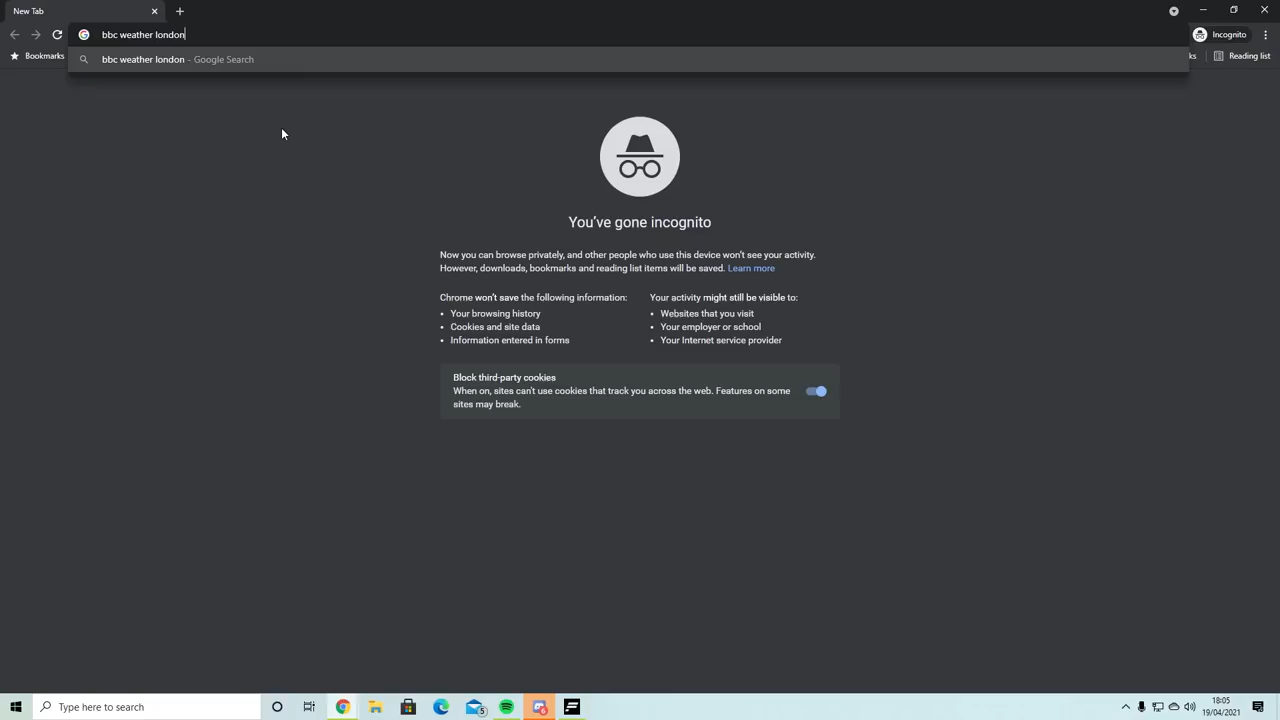 New Tab
bbc weather london
Incognito
Bookmarks
bbc weather london - Google Search
ks
Reading list
You've gone incognito
Now you can browse privately, and other people who use this device won't see your activity.
However, downloads, bookmarks and reading list items will be saved. Learn more
Chrome won't save the following information:
• Your browsing history
• Cookies and site data
• Information entered in forms
Your activity might still be visible to:
• Websites that you visit
• Your employer or school
• Your Internet service provider
Block third-party cookies
When on, sites can't use cookies that track you across the web. Features on some
sites may break.
Type here to search
5
6
18:05
19/04/2021